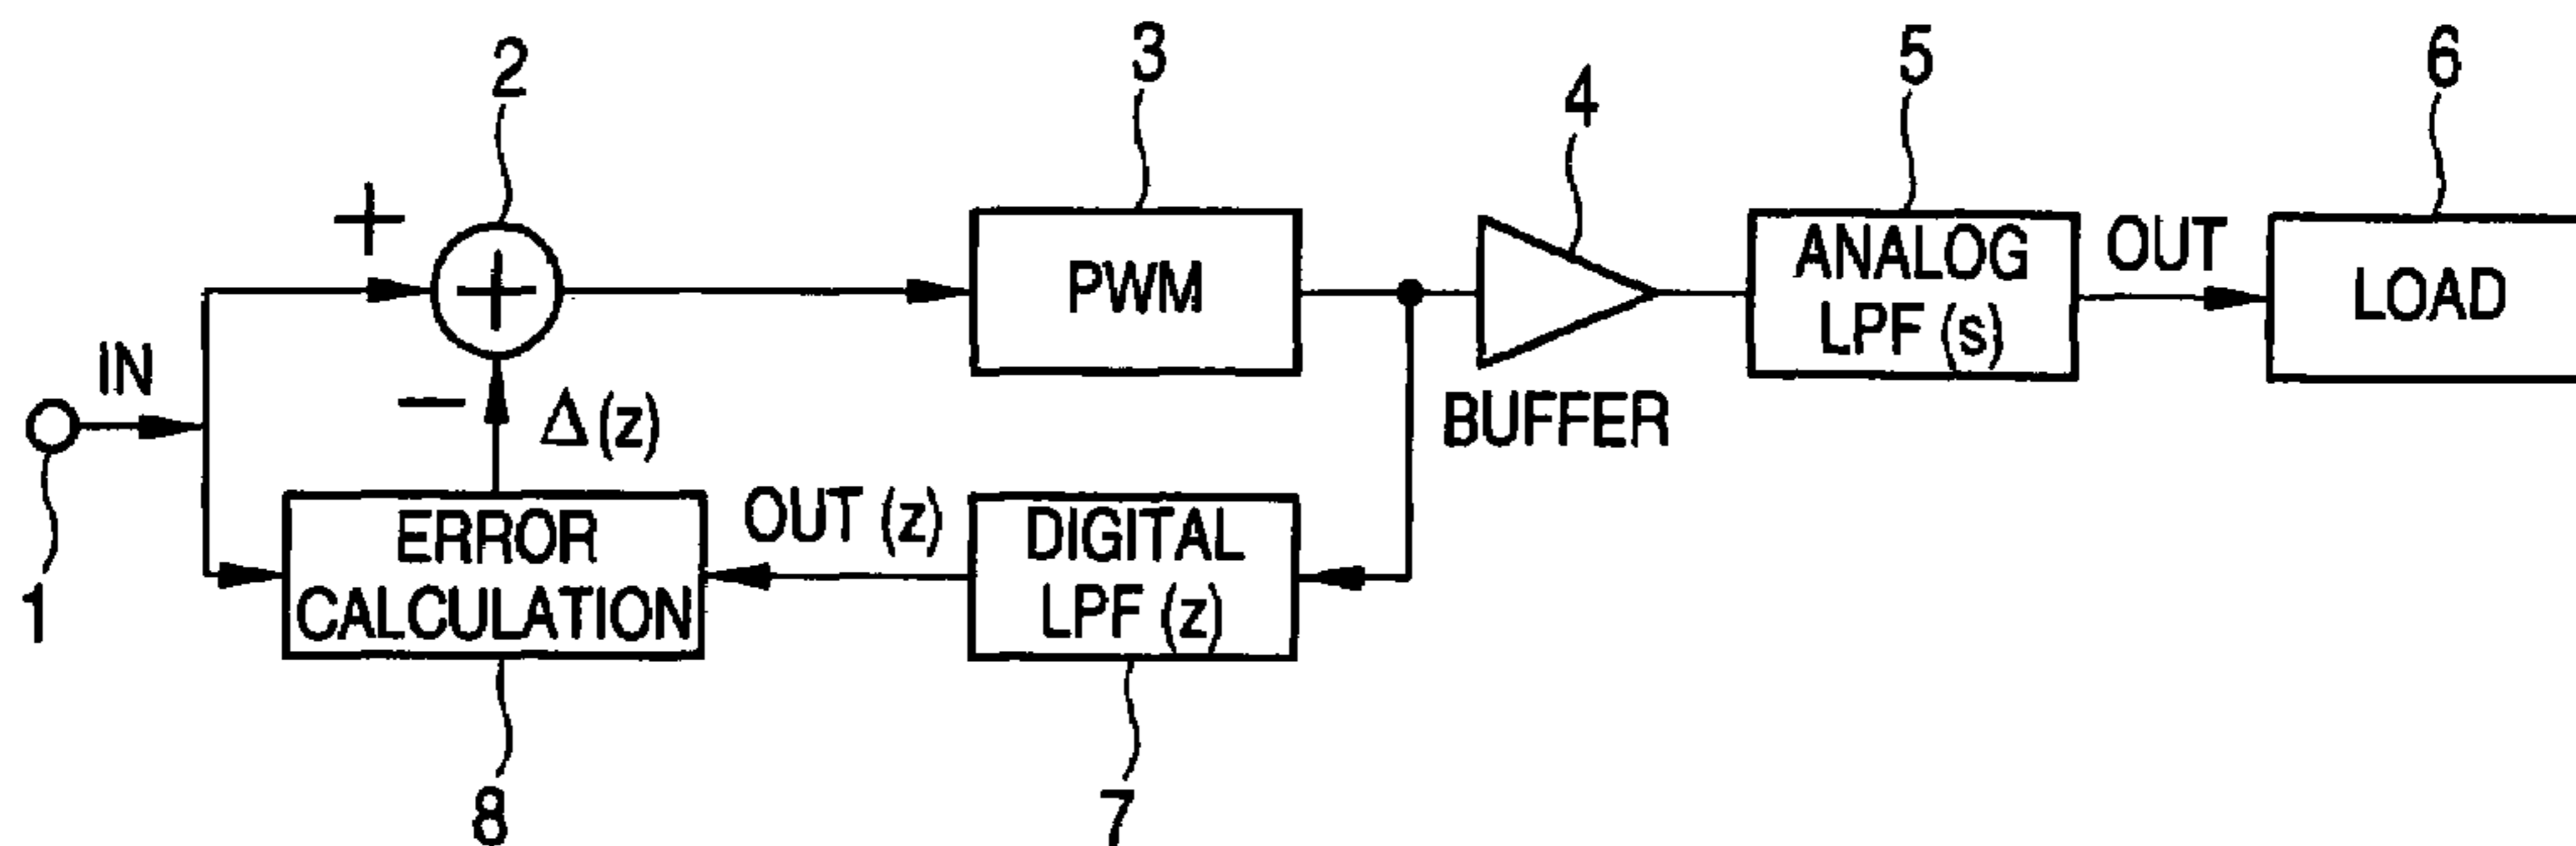 2
3
4
5
6
+
PWM
ANALOG
LPF (s)
OUT
LOAD
IN
+
−
Δ(z)
BUFFER
1
ERROR
CALCULATION
OUT (z)
DIGITAL
LPF (z)
8
7